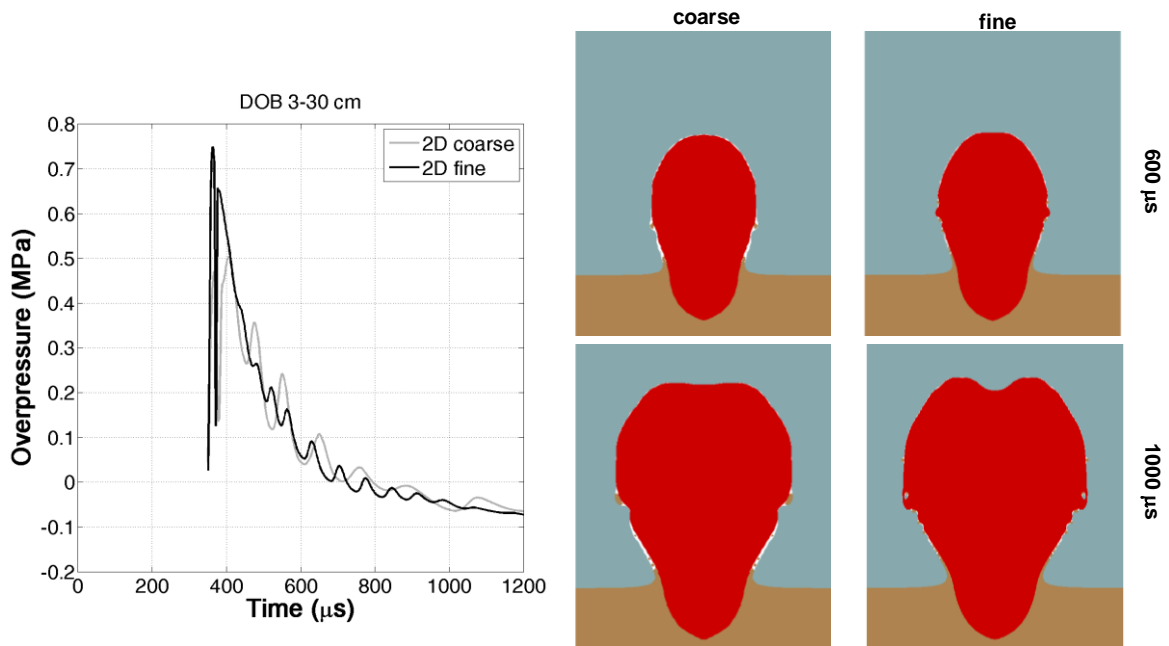 coarse
fine
DOB 3-30 cm
2D coarse
2D fine
Overpressure (MPa)
0.8
0.7
0.6
0.5
0.4
0.3
0.2
0.1
0
-0.1
-0.2
0
200
400
600
800
1000
1200
Time (μs)
600 μs
1000 μs